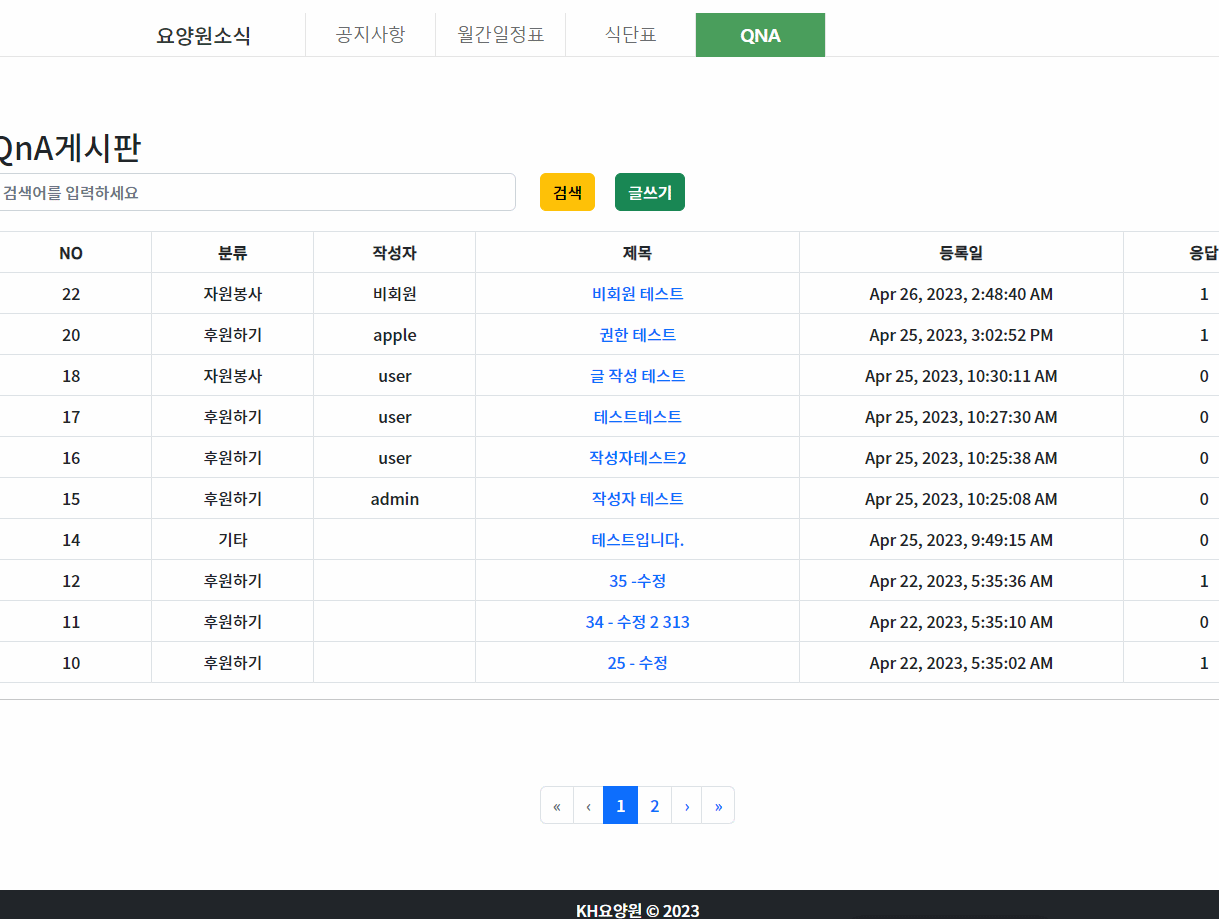 요양원소식 공지사항 월간일정표 식단표 QNA
QnA게시판
검색어를 입력하세요 검색 글쓰기
NO 분류 작성자 제목 등록일 응답
22 자원봉사 비회원 비회원 테스트 Apr 26, 2023, 2:48:40 AM 1
20 후원하기 apple 권한 테스트 Apr 25, 2023, 3:02:52 PM 1
18 자원봉사 user 글 작성 테스트 Apr 25, 2023, 10:30:11 AM 0
17 후원하기 user 테스트테스트 Apr 25, 2023, 10:27:30 AM 0
16 후원하기 user 작성자테스트2 Apr 25, 2023, 10:25:38 AM 0
15 후원하기 admin 작성자 테스트 Apr 25, 2023, 10:25:08 AM 0
14 기타 테스트입니다. Apr 25, 2023, 9:49:15 AM 0
12 후원하기 35 -수정 Apr 22, 2023, 5:35:36 AM 1
11 후원하기 34 - 수정 2 313 Apr 22, 2023, 5:35:10 AM 0
10 후원하기 25 - 수정 Apr 22, 2023, 5:35:02 AM 1
« ‹ 1 2 › »
KH요양원 © 2023